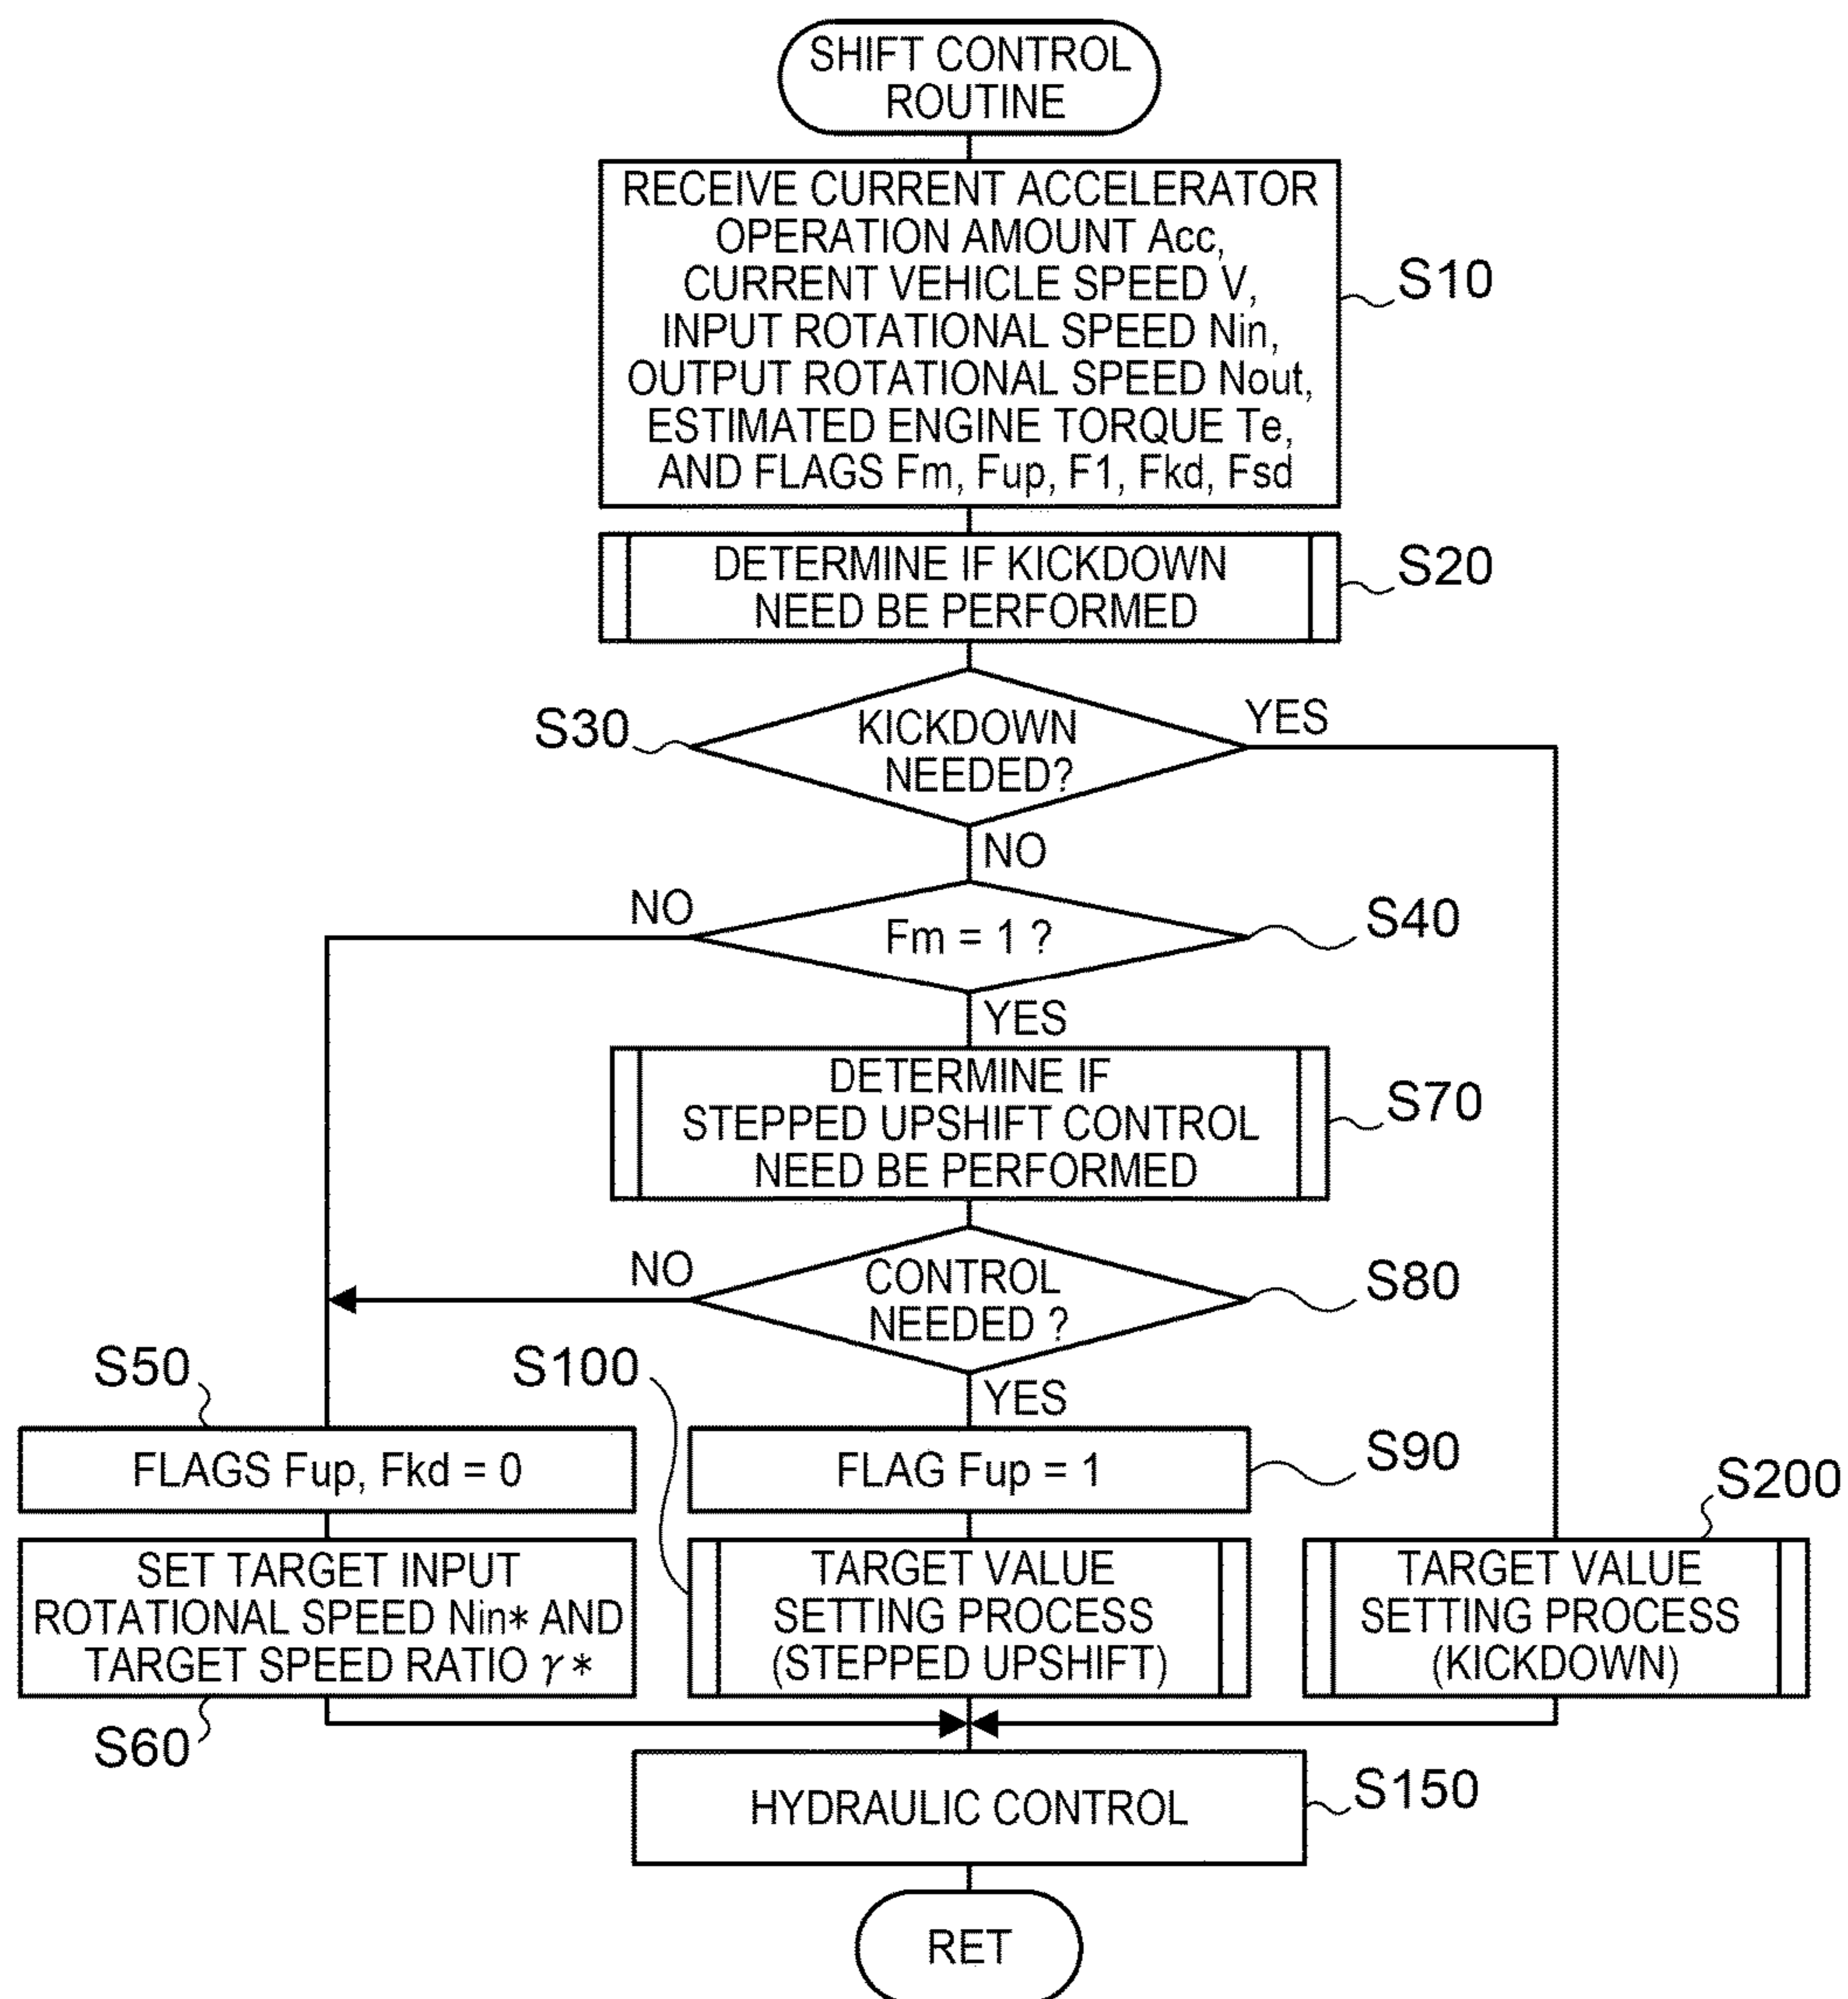 SHIFT CONTROL
ROUTINE
RECEIVE CURRENT ACCELERATOR
OPERATION AMOUNT Acc,
CURRENT VEHICLE SPEED V,
INPUT ROTATIONAL SPEED Nin,
OUTPUT ROTATIONAL SPEED Nout,
ESTIMATED ENGINE TORQUE Te,
AND FLAGS Fm, Fup, F1, Fkd, Fsd
S10
DETERMINE IF KICKDOWN
NEED BE PERFORMED
S20
S30
KICKDOWN
NEEDED?
YES
NO
NO
Fm = 1 ?
S40
YES
DETERMINE IF
STEPPED UPSHIFT CONTROL
NEED BE PERFORMED
S70
NO
CONTROL
NEEDED ?
S80
YES
S50
FLAGS Fup, Fkd = 0
S100
FLAG Fup = 1
S90
S200
SET TARGET INPUT
ROTATIONAL SPEED Nin* AND
TARGET SPEED RATIO γ*
S60
TARGET VALUE
SETTING PROCESS
(STEPPED UPSHIFT)
TARGET VALUE
SETTING PROCESS
(KICKDOWN)
HYDRAULIC CONTROL
S150
RET